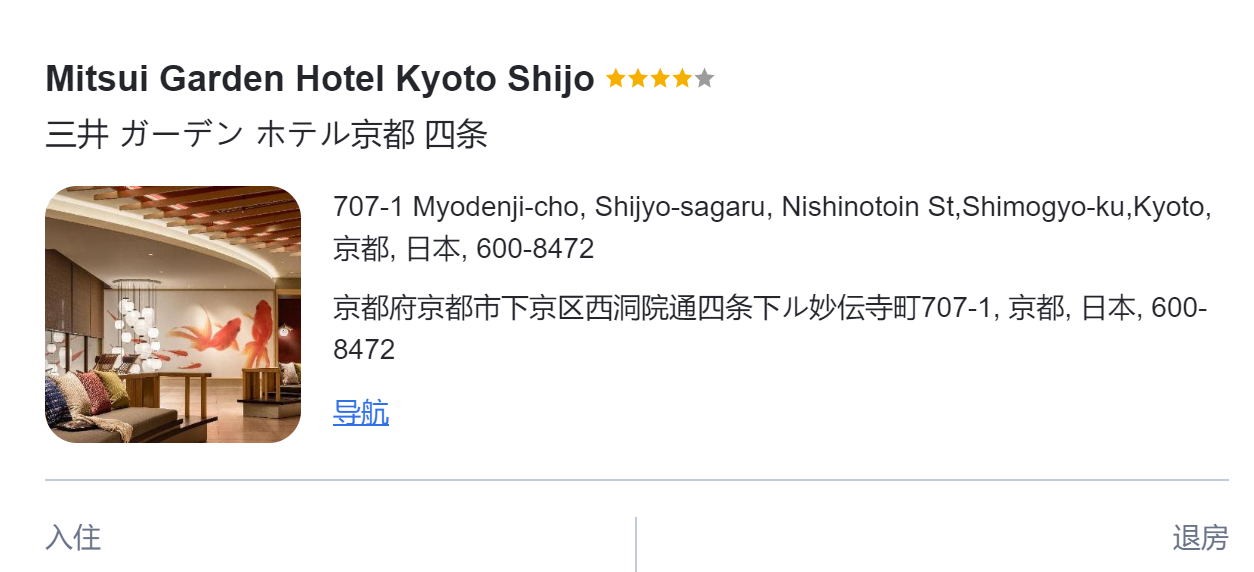 Mitsui Garden Hotel Kyoto Shijo
三井 ガーデン ホテル京都 四条
707-1 Myodenji-cho, Shijyo-sagaru, Nishinotoin St,Shimogyo-ku,Kyoto,
京都, 日本, 600-8472
京都府京都市下京区西洞院通四条下ル妙伝寺町707-1, 京都, 日本, 600-
8472
导航
入住
退房